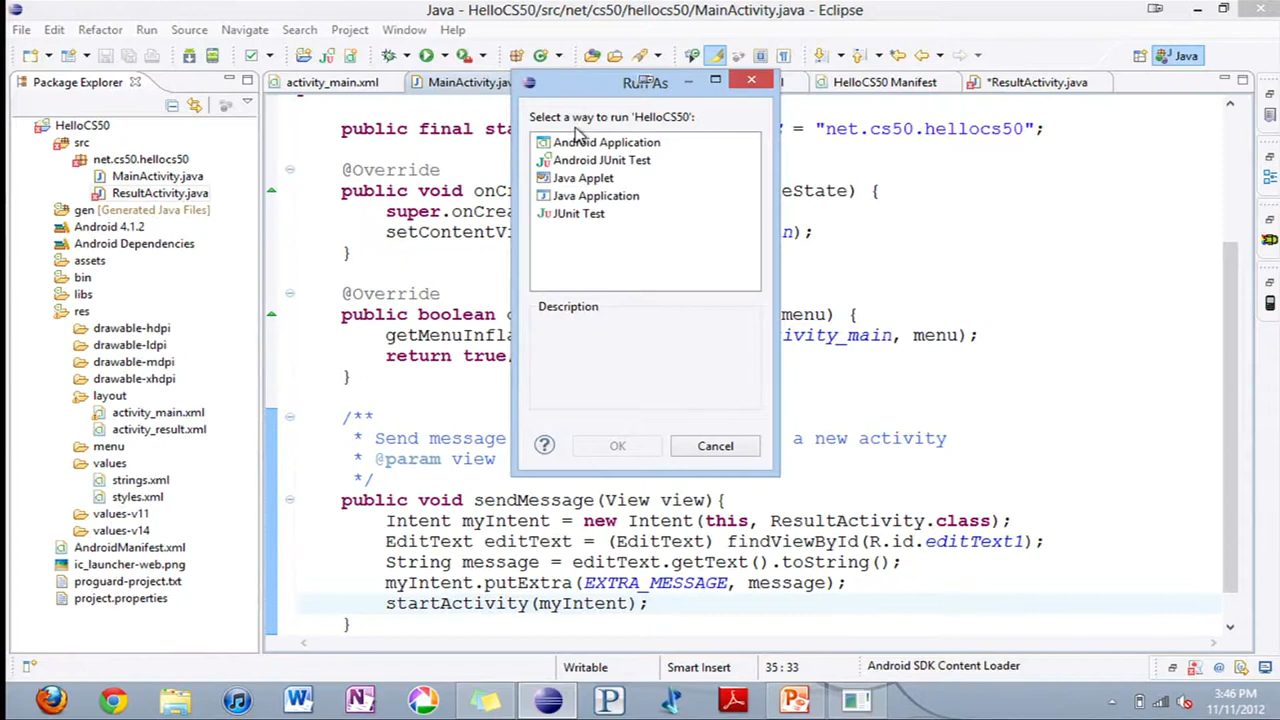 Java - HelloCS50/src/net/cs50/hellocs50/MainActivity.java - Eclipse
File Edit Refactor Run Source Navigate Search Project Window Help
Java
Package Explorer
activity_main.xml
MainActivity.jav
HelloCS50 Manifest
*ResultActivity.java
HelloCS50
src
net.cs50.hellocs50
MainActivity.java
ResultActivity.java
gen [Generated Java Files]
Android 4.1.2
Android Dependencies
assets
bin
libs
res
drawable-hdpi
drawable-ldpi
drawable-mdpi
drawable-xhdpi
layout
activity_main.xml
activity_result.xml
menu
values
strings.xml
styles.xml
values-v11
values-v14
AndroidManifest.xml
ic_launcher-web.png
proguard-project.txt
project.properties
public final sta = "net.cs50.hellocs50";
@Override
public void onC eState) {
super.onCrea
setContentVi n);
}
@Override
public boolean menu) {
getMenuInfla ivity_main, menu);
return true
}
/**
* Send message a new activity
* @param view
*/
public void sendMessage(View view){
Intent myIntent = new Intent(this, ResultActivity.class);
EditText editText = (EditText) findViewById(R.id.editText1);
String message = editText.getText().toString();
myIntent.putExtra(EXTRA_MESSAGE, message);
startActivity(myIntent);
}
Run As
Select a way to run 'HelloCS50':
Android Application
Android JUnit Test
Java Applet
Java Application
JUnit Test
Description
OK
Cancel
Writable
Smart Insert
35 : 33
Android SDK Content Loader
3:46 PM
11/11/2012